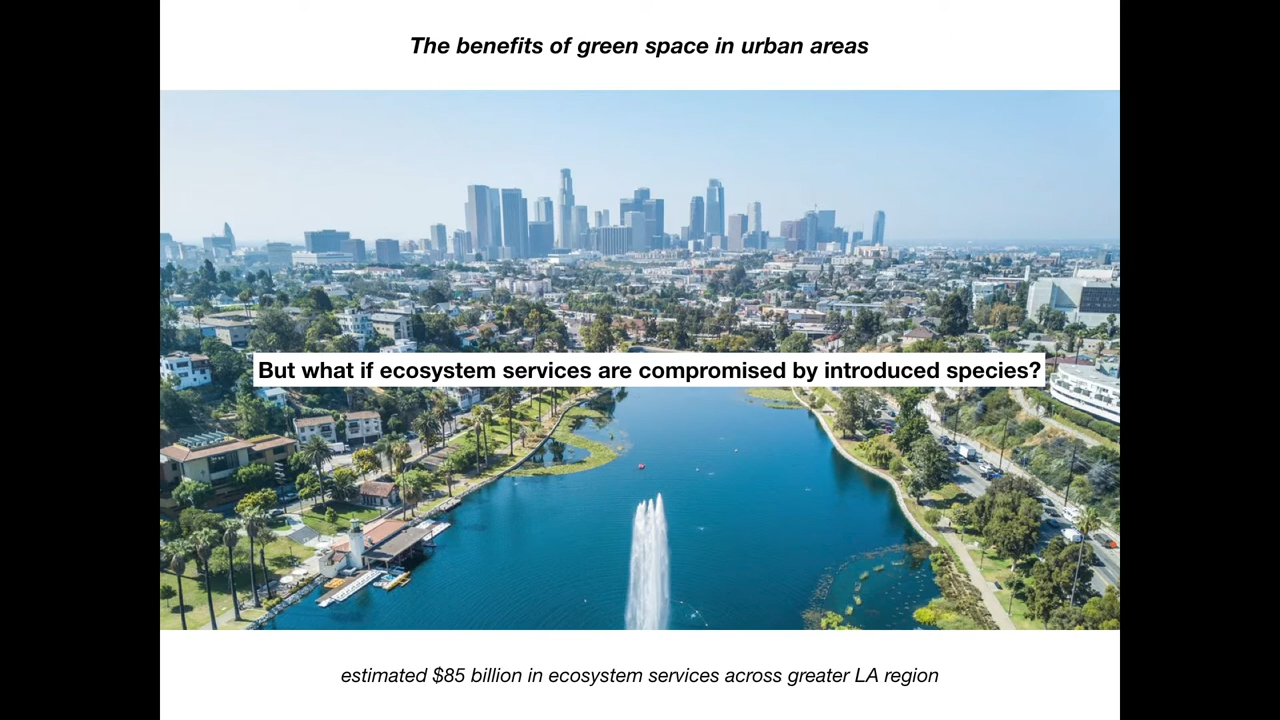 The benefits of green space in urban areas
But what if ecosystem services are compromised by introduced species?
estimated $85 billion in ecosystem services across greater LA region